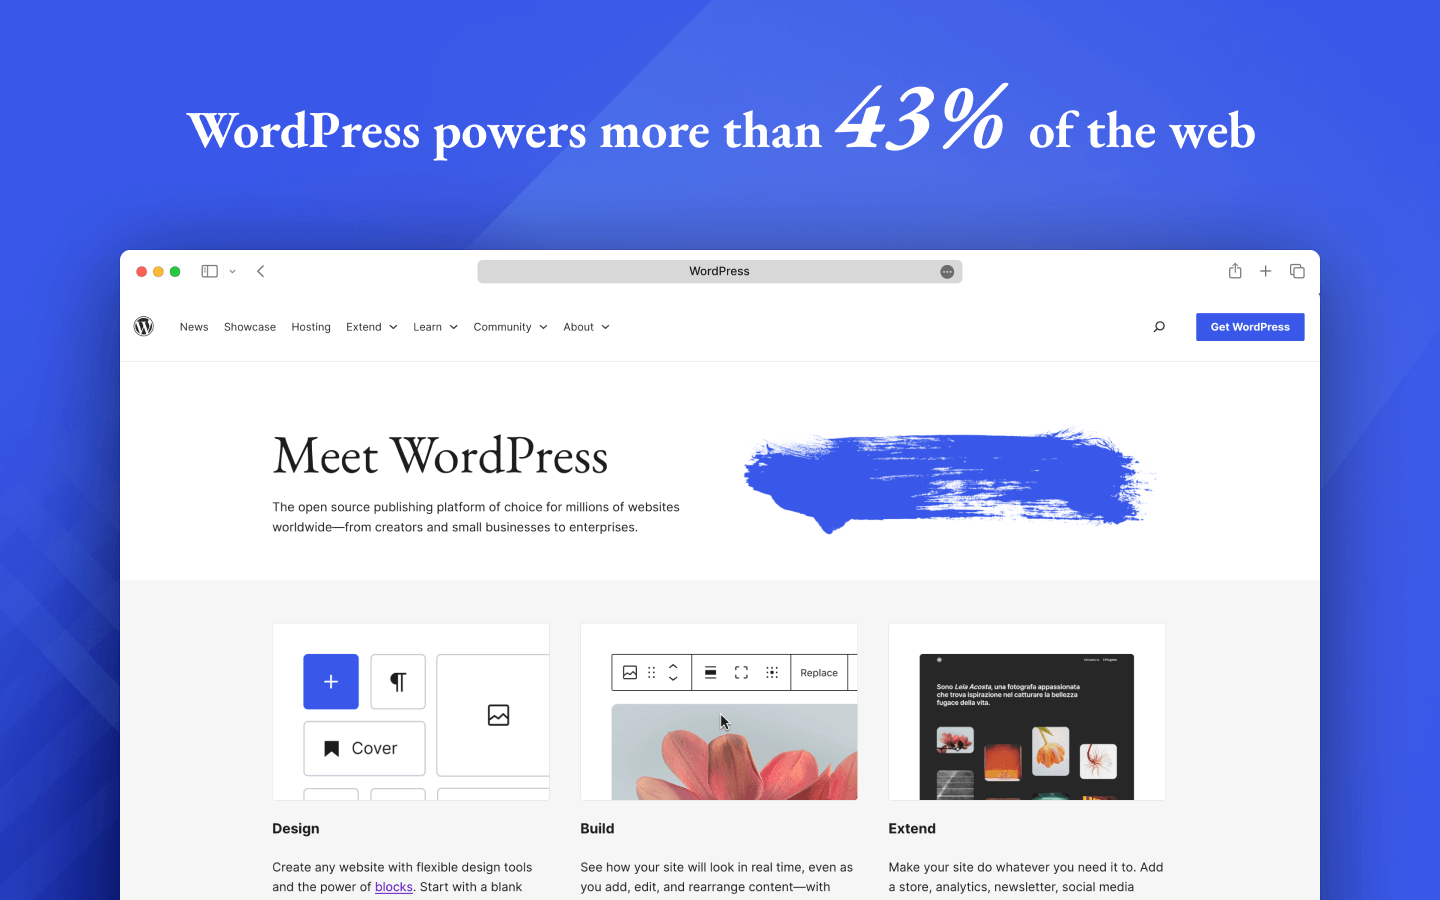 WordPress powers more than 43% of the web
WordPress
News Showcase Hosting Extend Learn Community About
Get WordPress
Meet WordPress
The open source publishing platform of choice for millions of websites
worldwide—from creators and small businesses to enterprises.
Cover
Replace
Sono Leia Acosta, una fotografa appassionata
che trova ispirazione nel catturare la bellezza
fugace della vita.
Design
Create any website with flexible design tools
and the power of blocks. Start with a blank
Build
See how your site will look in real time, even as
you add, edit, and rearrange content—with
Extend
Make your site do whatever you need it to. Add
a store, analytics, newsletter, social media